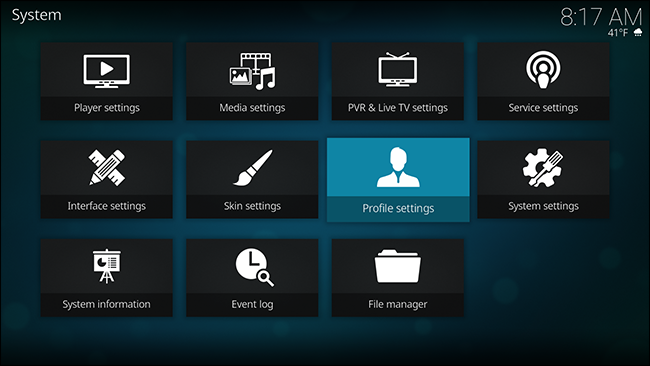 System
8:17 AM
41°F
Player settings
Media settings
PVR & Live TV settings
Service settings
Interface settings
Skin settings
Profile settings
System settings
System information
Event log
File manager